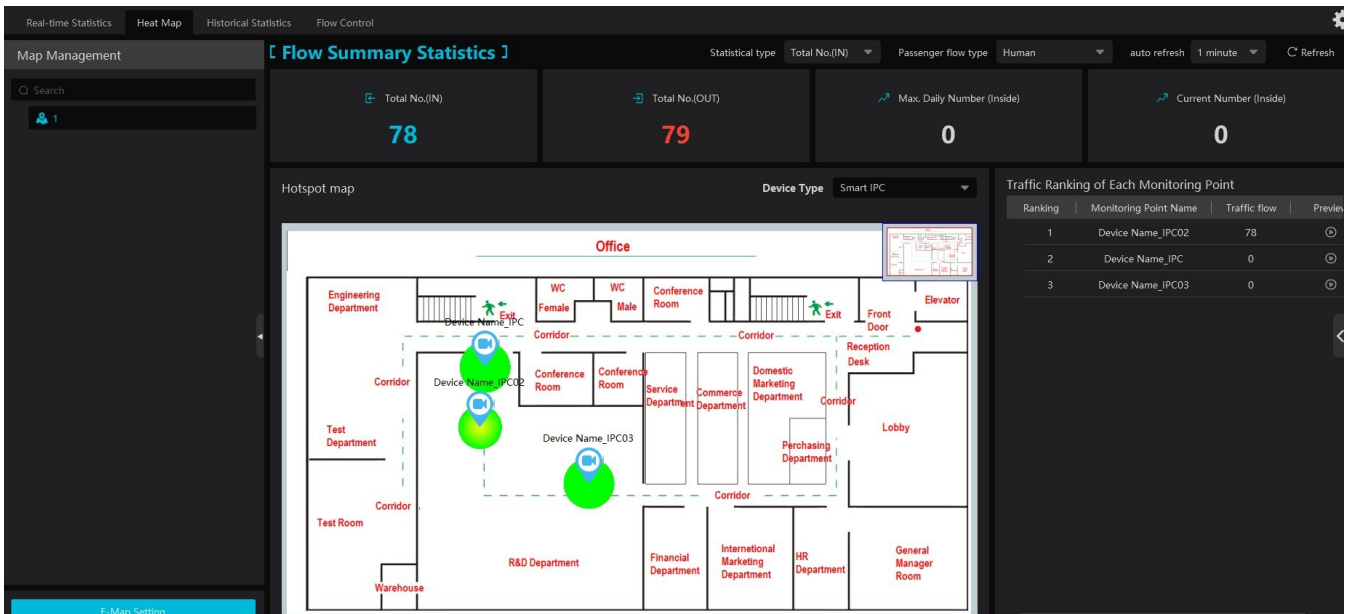 Real-time Statistics Heat Map Historical Statistics Flow Control
Map Management
Search
1
[ Flow Summary Statistics ]
Statistical type Total No.(IN) Passenger flow type Human auto refresh 1 minute Refresh
Total No.(IN)
78
Total No.(OUT)
79
Max. Daily Number (Inside)
0
Current Number (Inside)
0
Hotspot map
Device Type Smart IPC
Office
Engineering
Department
Exit
WC
Female
WC
Male
Conference
Room
Exit
Front
Door
Elevator
Device Name_IPC
Corridor
Corridor
Reception
Desk
Corridor
Device Name_IPC02
Conference
Room
Conference
Room
Service
Department
Commerce
Department
Domestic
Marketing
Department
Corridor
Test
Department
Device Name_IPC03
Perchasing
Department
Lobby
Corridor
Corridor
Test Room
R&D Department
Warehouse
Financial
Department
International
Marketing
Department
HR
Department
General
Manager
Room
Traffic Ranking of Each Monitoring Point
Ranking Monitoring Point Name Traffic flow Preview
1 Device Name_IPC02 78
2 Device Name_IPC 0
3 Device Name_IPC03 0
E-Map Setting